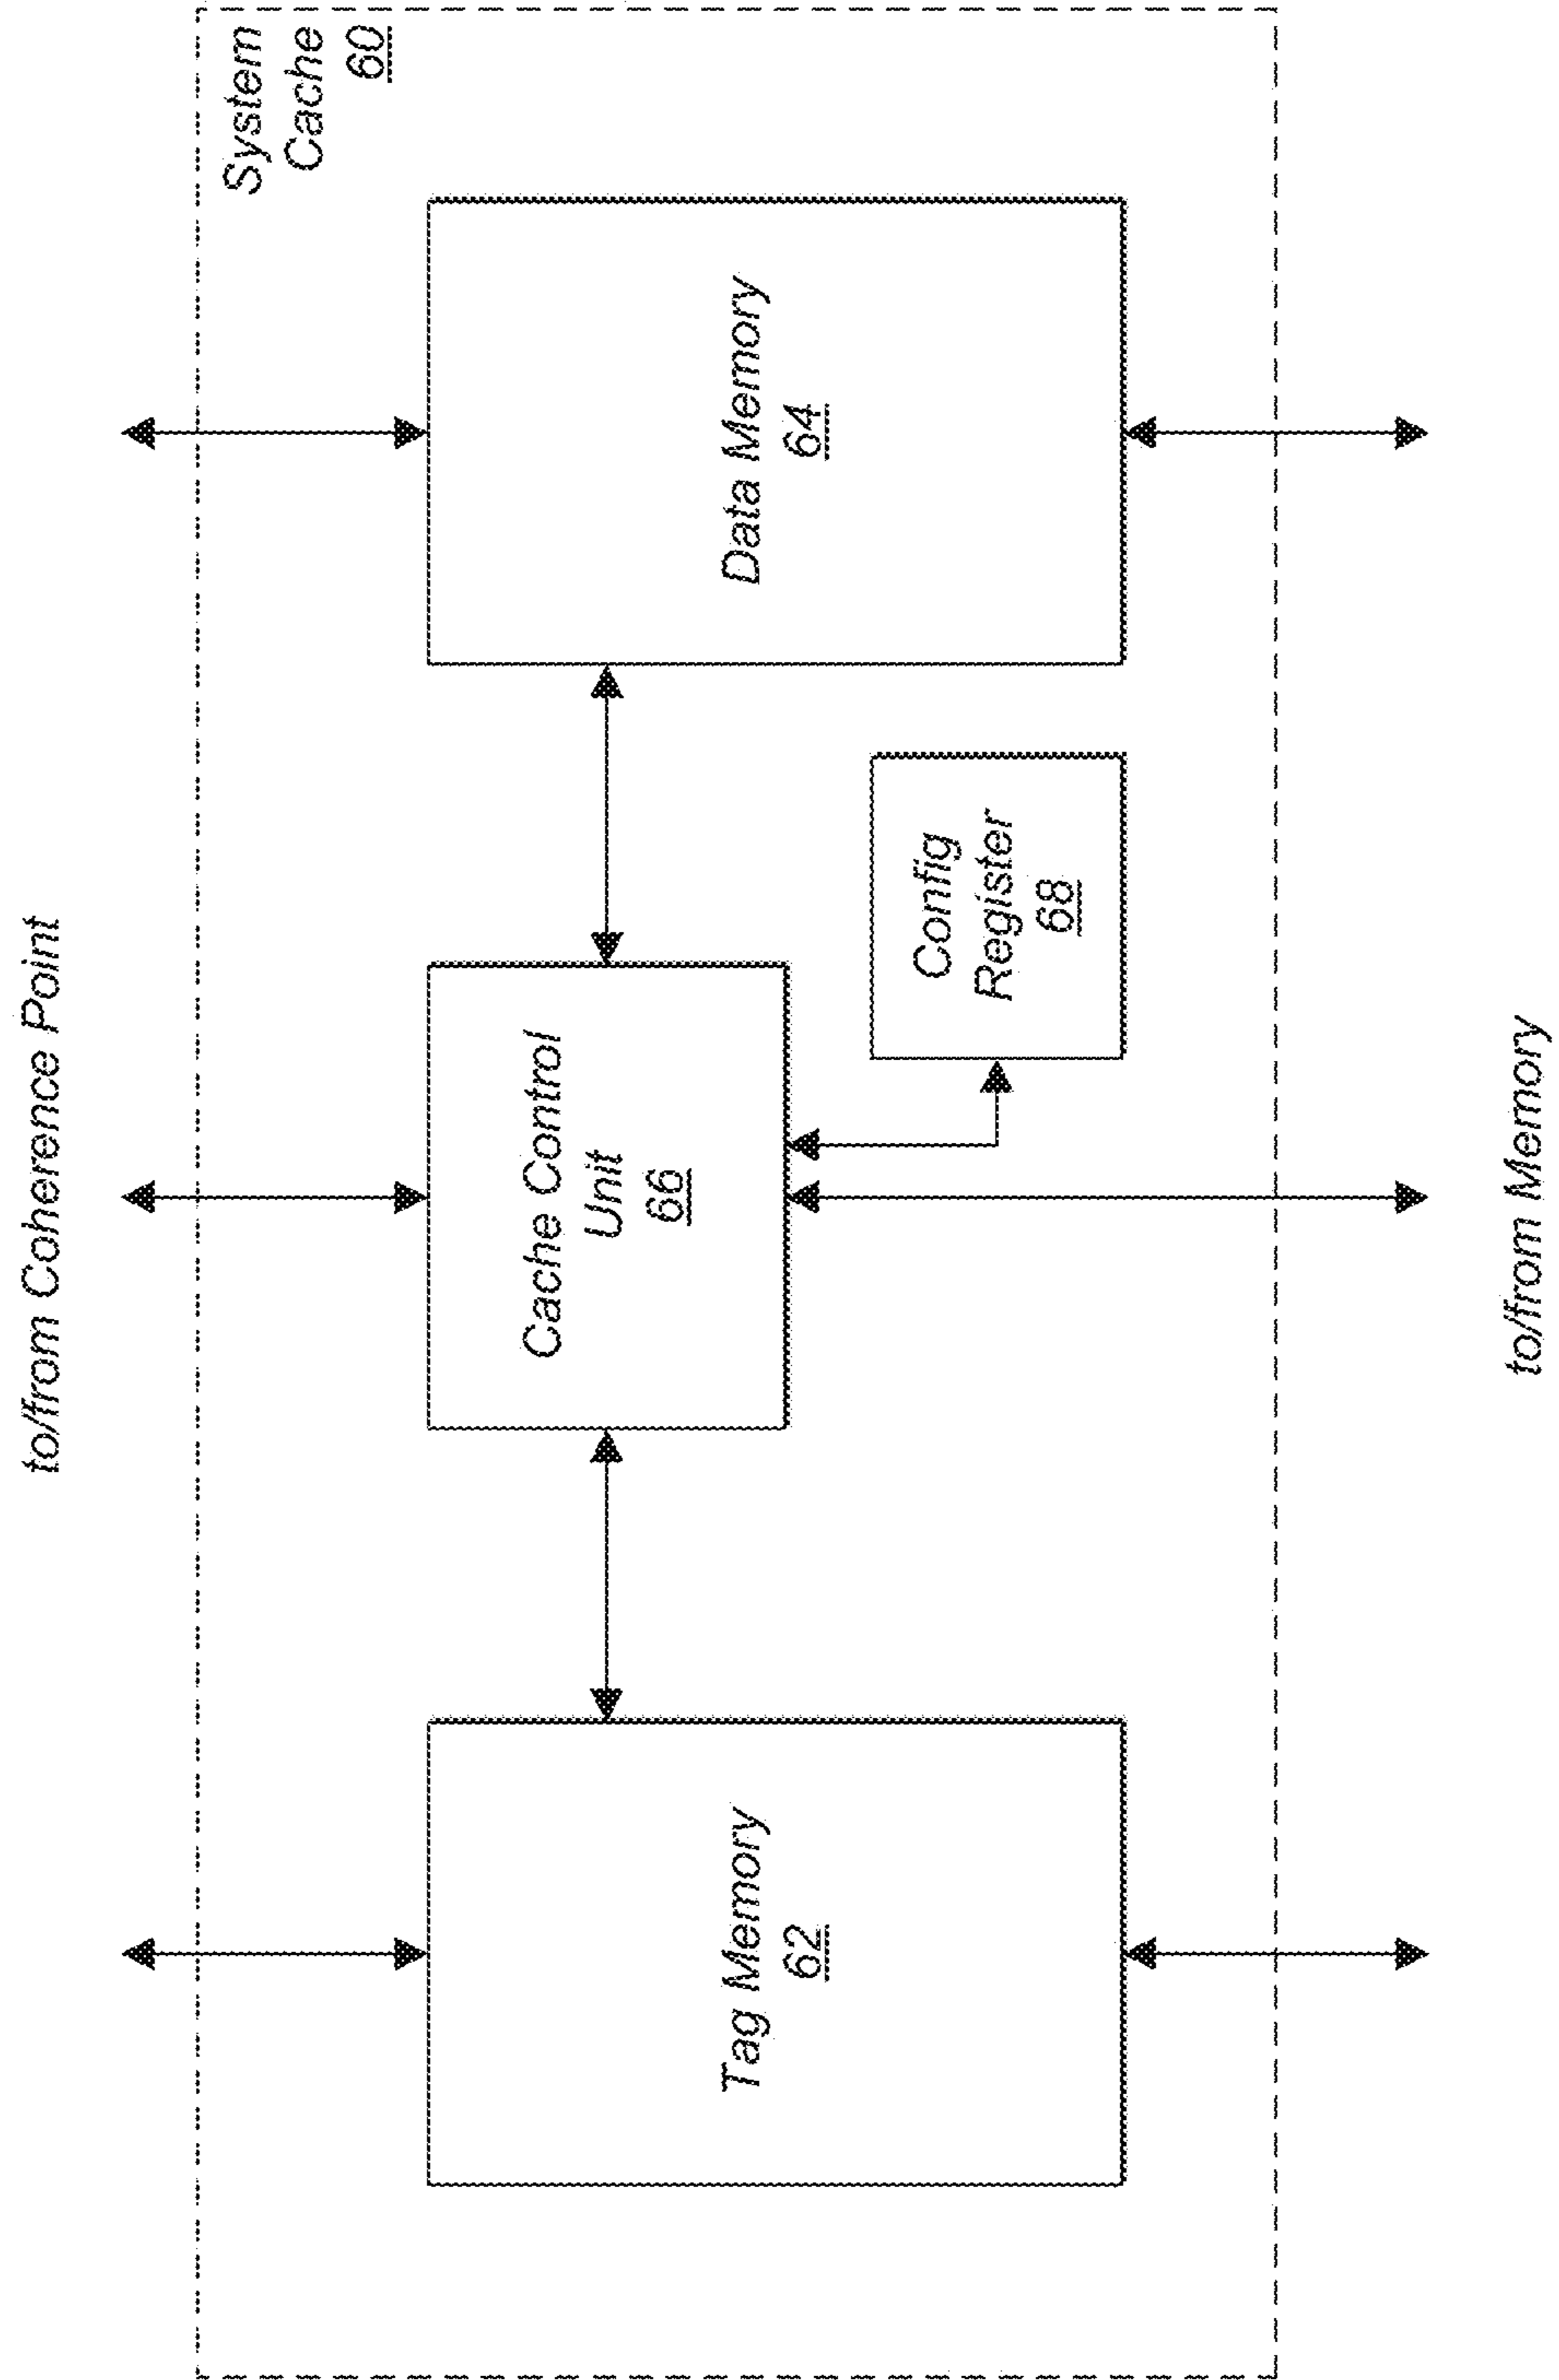 to/from Coherence Point
System
Cache
60
Tag Memory
62
Cache Control
Unit
66
Data Memory
64
Config
Register
68
to/from Memory